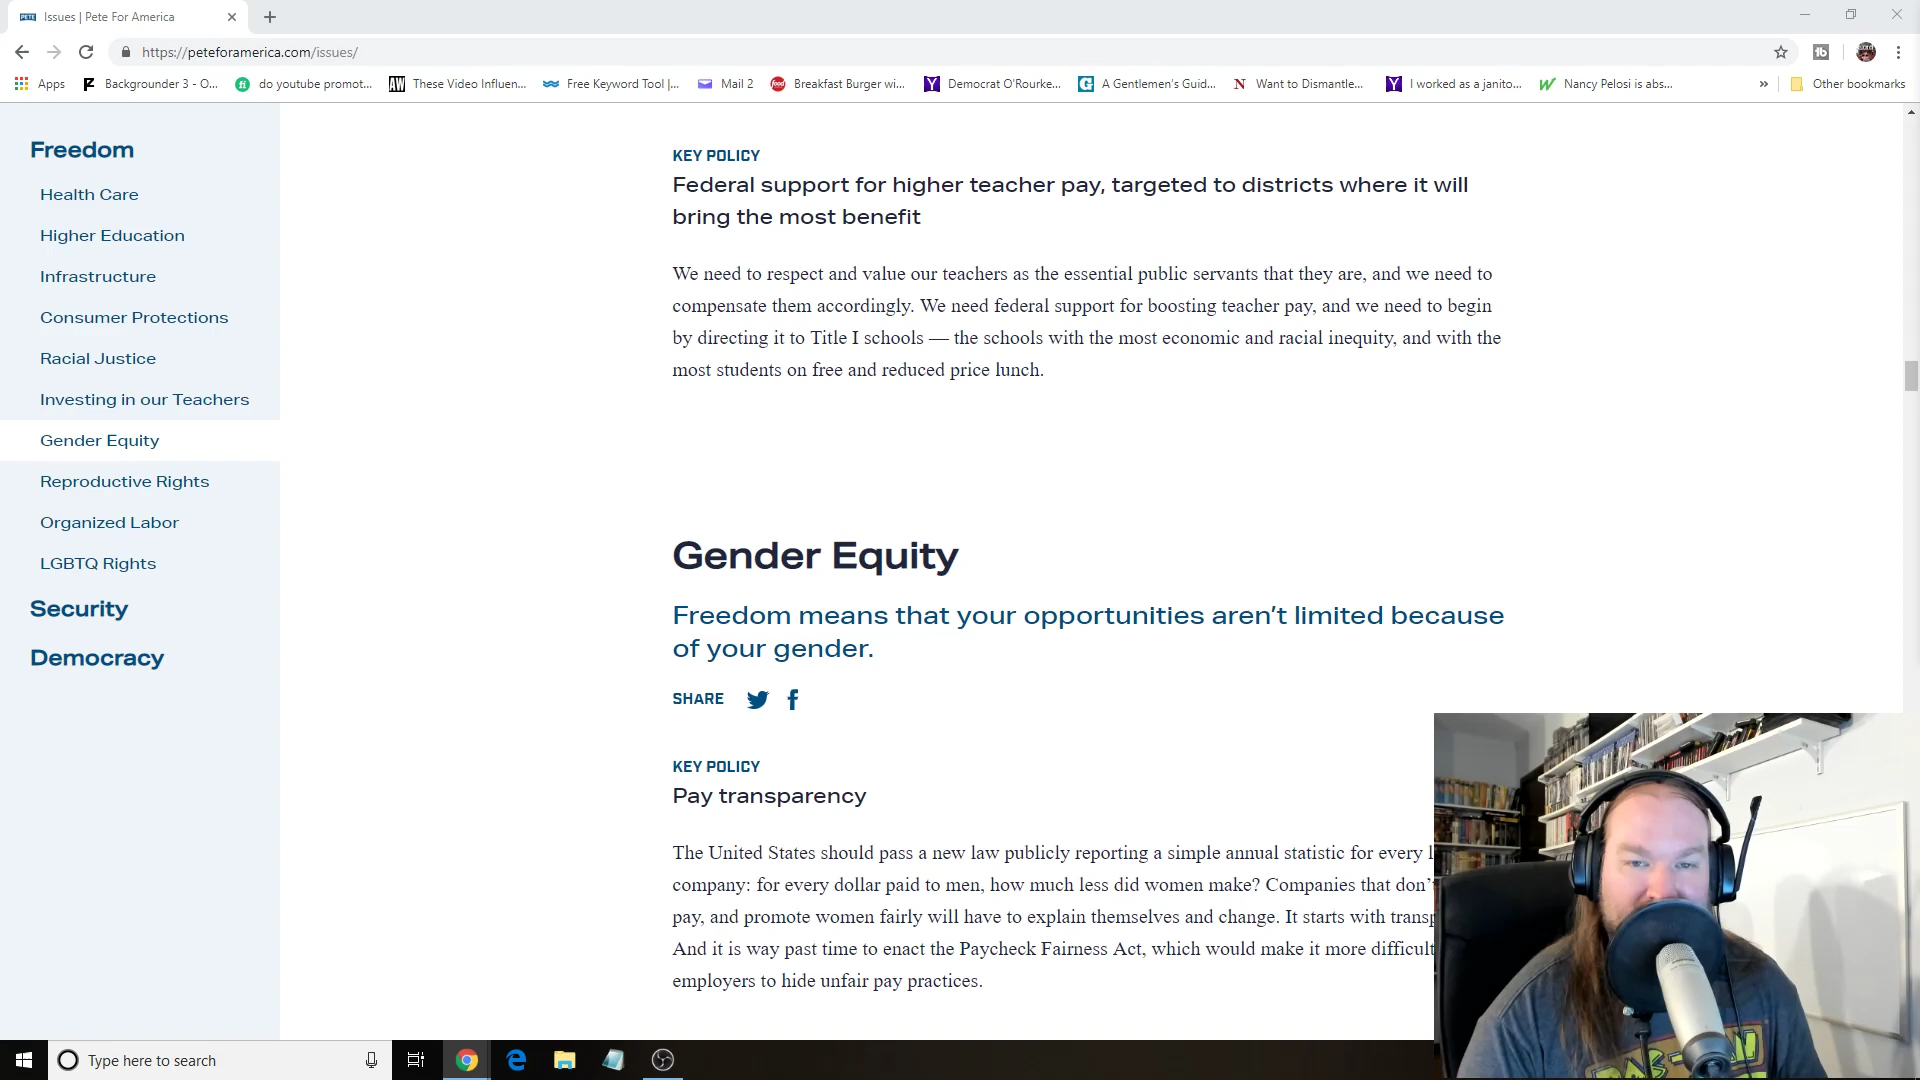 Issues | Pete For America
https://peteforamerica.com/issues/
Apps
Backgrounder 3 - O...
do youtube promot...
These Video Influen...
Free Keyword Tool |...
Mail 2
Breakfast Burger wi...
Democrat O'Rourke...
A Gentlemen's Guid...
Want to Dismantle...
I worked as a janito...
Nancy Pelosi is abs...
»
Other bookmarks
Freedom
Health Care
Higher Education
Infrastructure
Consumer Protections
Racial Justice
Investing in our Teachers
Gender Equity
Reproductive Rights
Organized Labor
LGBTQ Rights
Security
Democracy
KEY POLICY
Federal support for higher teacher pay, targeted to districts where it will
bring the most benefit
We need to respect and value our teachers as the essential public servants that they are, and we need to
compensate them accordingly. We need federal support for boosting teacher pay, and we need to begin
by directing it to Title I schools — the schools with the most economic and racial inequity, and with the
most students on free and reduced price lunch.
Gender Equity
Freedom means that your opportunities aren’t limited because
of your gender.
SHARE
KEY POLICY
Pay transparency
The United States should pass a new law publicly reporting a simple annual statistic for every
company: for every dollar paid to men, how much less did women make? Companies that don’
pay, and promote women fairly will have to explain themselves and change. It starts with transp
And it is way past time to enact the Paycheck Fairness Act, which would make it more difficult
employers to hide unfair pay practices.
Type here to search